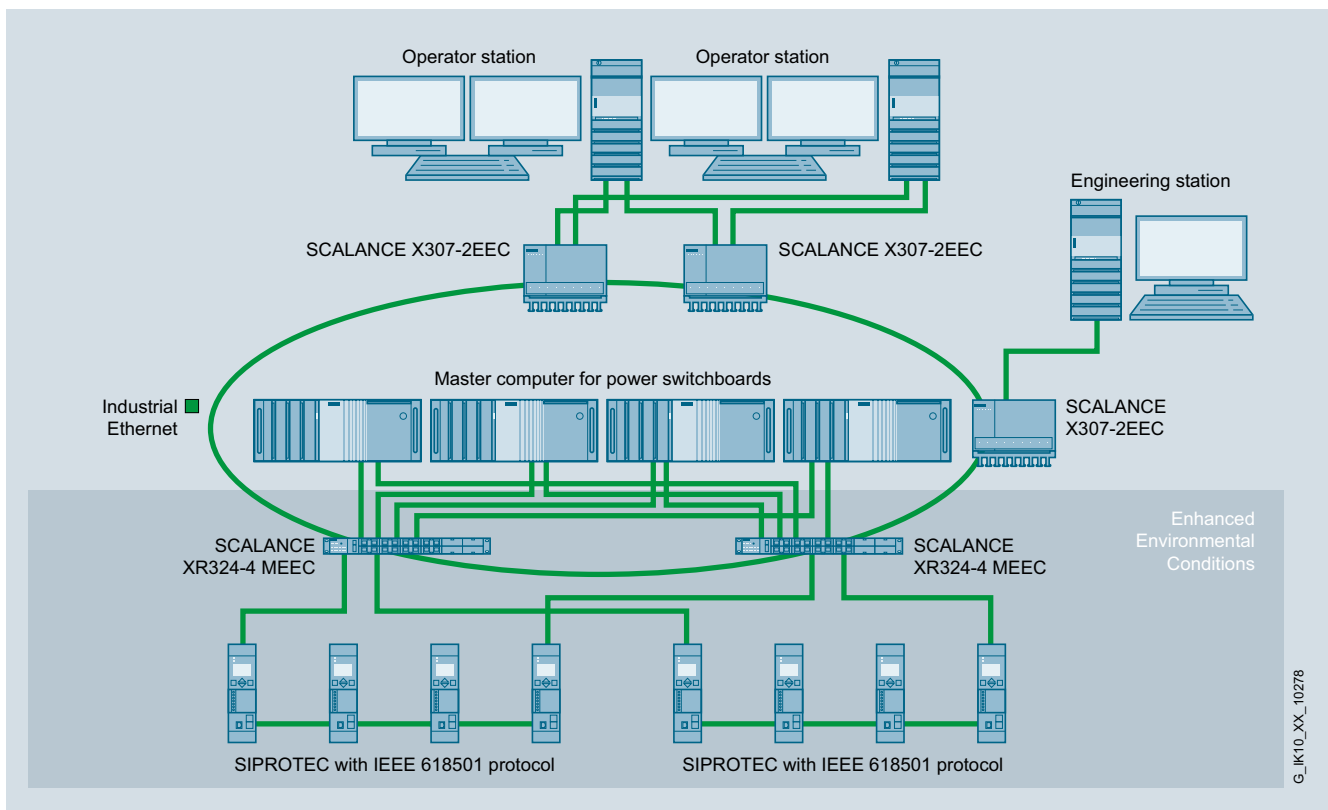 Operator station
Operator station
Engineering station
SCALANCE X307-2EEC
SCALANCE X307-2EEC
Master computer for power switchboards
Industrial
Ethernet
SCALANCE
X307-2EEC
Enhanced
Environmental
Conditions
SCALANCE
XR324-4 MEEC
SCALANCE
XR324-4 MEEC
SIPROTEC with IEEE 618501 protocol
SIPROTEC with IEEE 618501 protocol
G_IK10_XX_10278